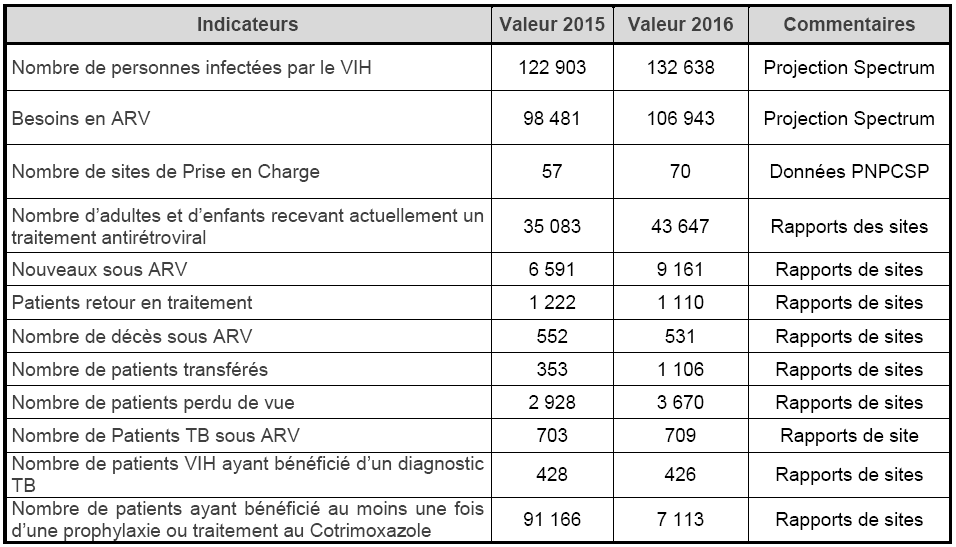 Indicateurs Valeur 2015 Valeur 2016 Commentaires
Nombre de personnes infectées par le VIH 122 903 132 638 Projection Spectrum
Besoins en ARV 98 481 106 943 Projection Spectrum
Nombre de sites de Prise en Charge 57 70 Données PNPCSP
Nombre d’adultes et d’enfants recevant actuellement un
traitement antirétroviral 35 083 43 647 Rapports des sites
Nouveaux sous ARV 6 591 9 161 Rapports de sites
Patients retour en traitement 1 222 1 110 Rapports de sites
Nombre de décès sous ARV 552 531 Rapports de sites
Nombre de patients transférés 353 1 106 Rapports de sites
Nombre de patients perdu de vue 2 928 3 670 Rapports de sites
Nombre de Patients TB sous ARV 703 709 Rapports de site
Nombre de patients VIH ayant bénéficié d’un diagnostic
TB 428 426 Rapports de sites
Nombre de patients ayant bénéficié au moins une fois
d’une prophylaxie ou traitement au Cotrimoxazole 91 166 7 113 Rapports de sites